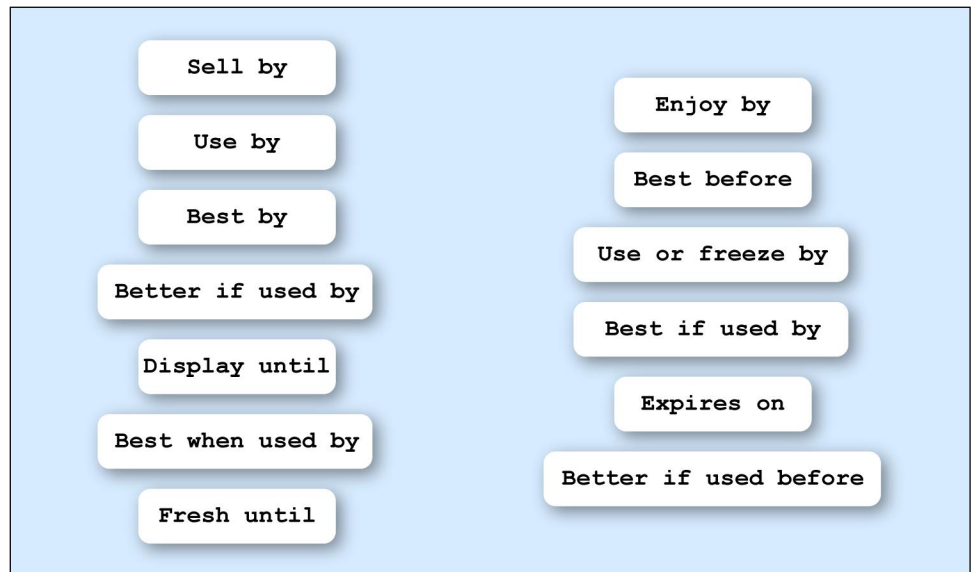 Sell by
Use by
Best by
Better if used by
Display until
Best when used by
Fresh until
Enjoy by
Best before
Use or freeze by
Best if used by
Expires on
Better if used before